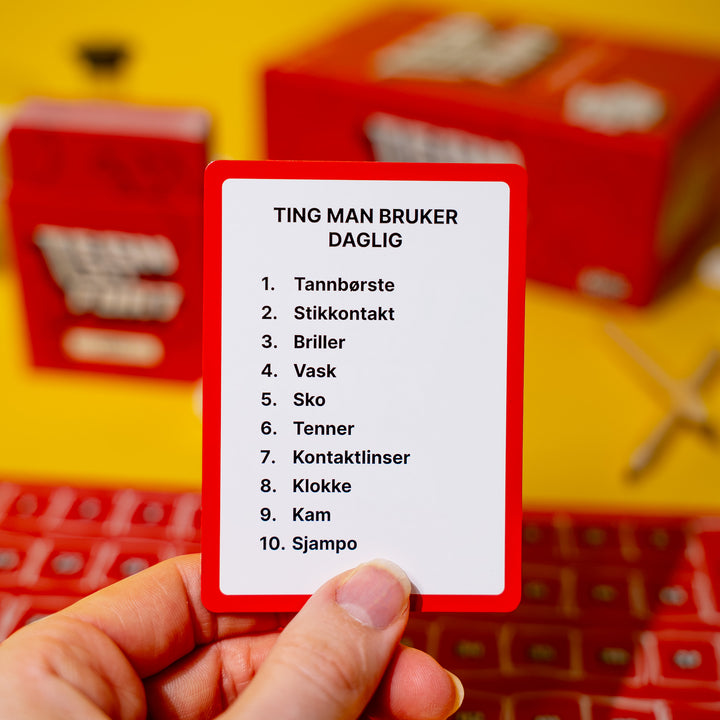 TING MAN BRUKER
DAGLIG
1. Tannbørste
2. Stikkontakt
3. Briller
4. Vask
5. Sko
6. Tenner
7. Kontaktlinser
8. Klokke
9. Kam
10. Sjampo